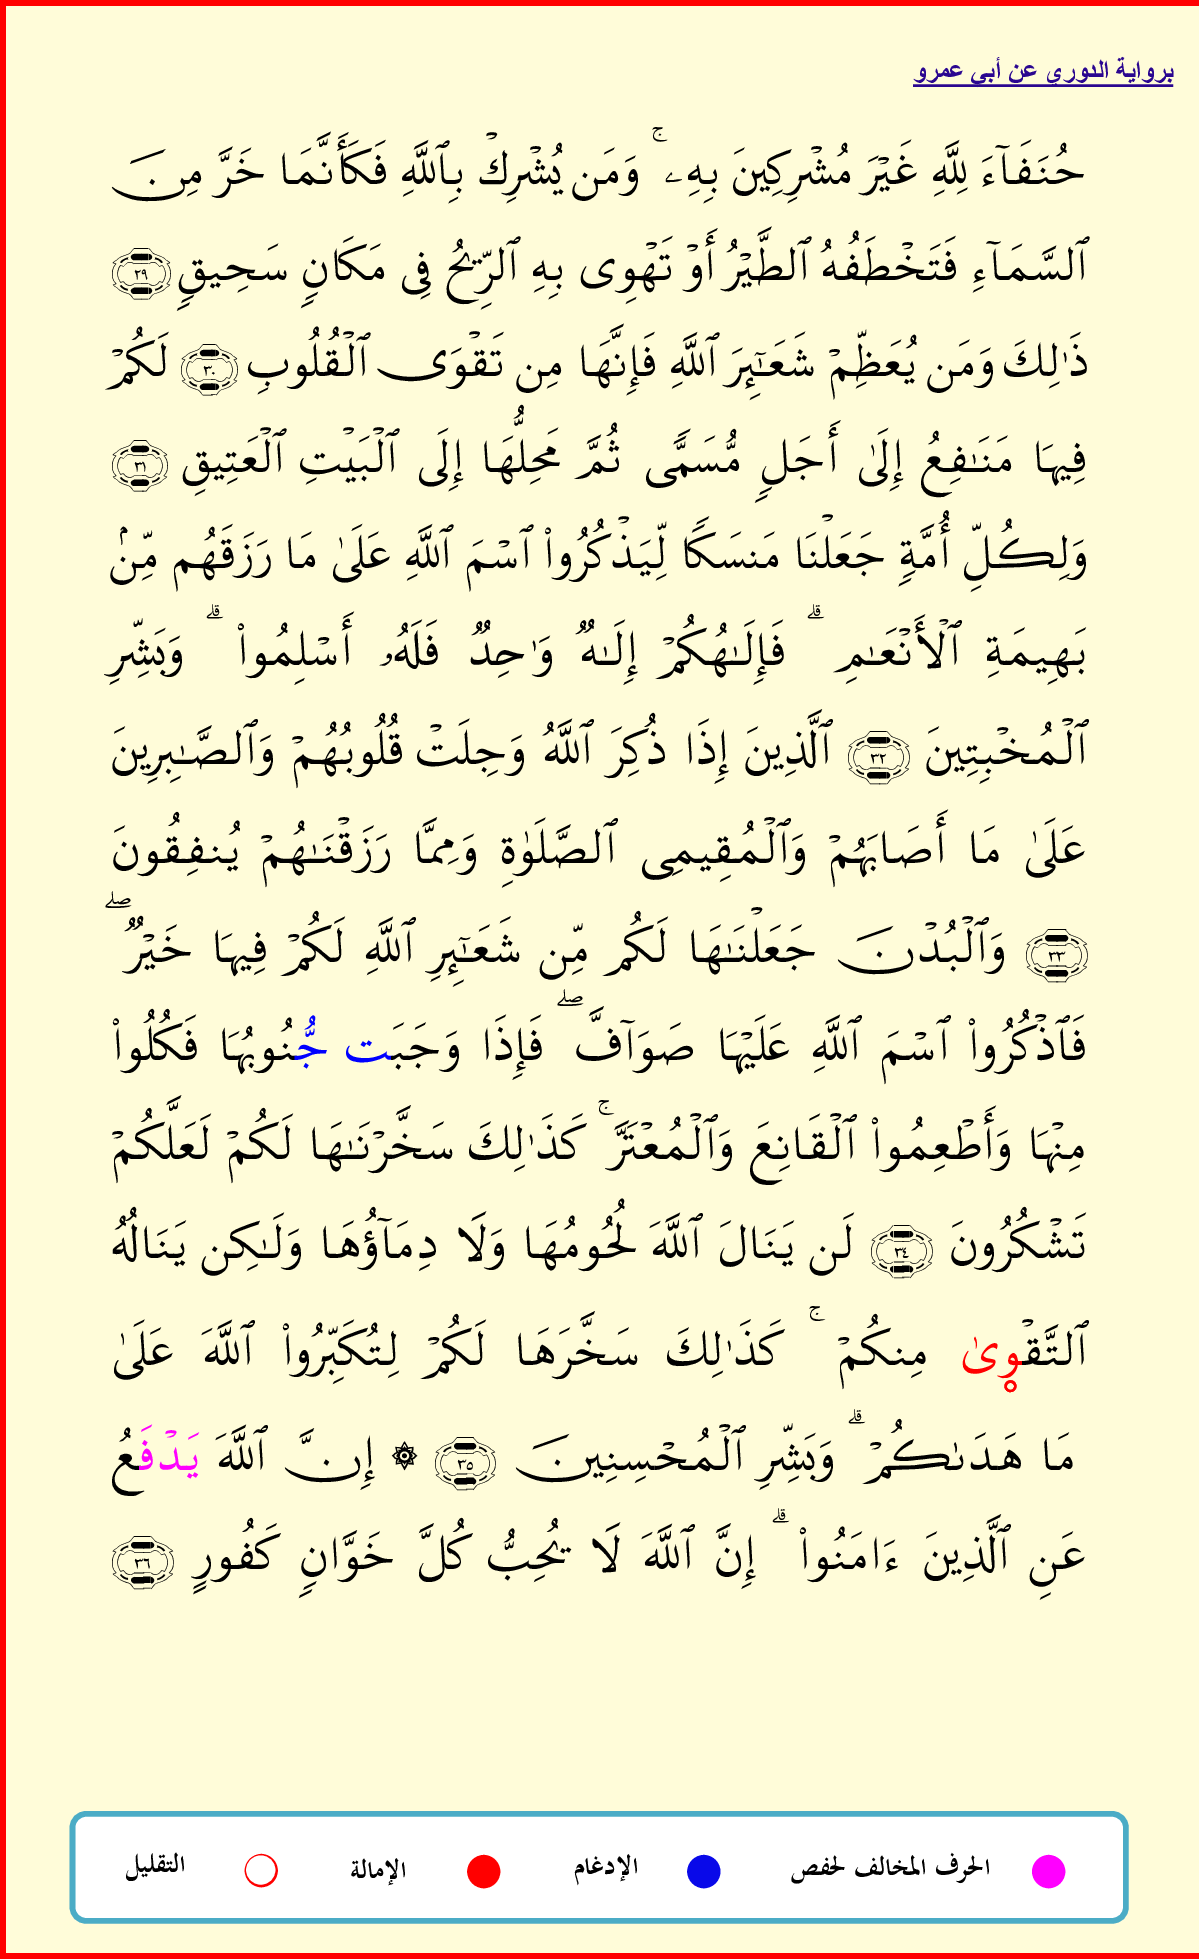 برواية الدوري عن أبي عمرو
حُنَفَآءَ لِلَّهِ غَيْرَ مُشْرِكِينَ بِهِۦ ۚ وَمَن يُشْرِكْ بِٱللَّهِ فَكَأَنَّمَا خَرَّ مِنَ
ٱلسَّمَآءِ فَتَخْطَفُهُ ٱلطَّيْرُ أَوْ تَهْوِى بِهِ ٱلرِّيحُ فِى مَكَانٍ سَحِيقٍ ٢٩
ذَٰلِكَ وَمَن يُعَظِّمْ شَعَٰٓئِرَ ٱللَّهِ فَإِنَّهَا مِن تَقْوَى ٱلْقُلُوبِ ٣٠ لَكُمْ
فِيهَا مَنَٰفِعُ إِلَىٰ أَجَلٍ مُّسَمًّى ثُمَّ مَحِلُّهَا إِلَى ٱلْبَيْتِ ٱلْعَتِيقِ ٣١
وَلِكُلِّ أُمَّةٍ جَعَلْنَا مَنسَكًا لِّيَذْكُرُوا۟ ٱسْمَ ٱللَّهِ عَلَىٰ مَا رَزَقَهُم مِّنۢ
بَهِيمَةِ ٱلْأَنْعَٰمِ ۗ فَإِلَٰهُكُمْ إِلَٰهٌ وَٰحِدٌ فَلَهُۥ أَسْلِمُوا۟ ۗ وَبَشِّرِ
ٱلْمُخْبِتِينَ ٣٢ ٱلَّذِينَ إِذَا ذُكِرَ ٱللَّهُ وَجِلَتْ قُلُوبُهُمْ وَٱلصَّٰبِرِينَ
عَلَىٰ مَا أَصَابَهُمْ وَٱلْمُقِيمِى ٱلصَّلَوٰةِ وَمِمَّا رَزَقْنَٰهُمْ يُنفِقُونَ
٣٣ وَٱلْبُدْنَ جَعَلْنَٰهَا لَكُم مِّن شَعَٰٓئِرِ ٱللَّهِ لَكُمْ فِيهَا خَيْرٌ ۖ
فَٱذْكُرُوا۟ ٱسْمَ ٱللَّهِ عَلَيْهَا صَوَآفَّ ۖ فَإِذَا وَجَبَت جُّنُوبُهَا فَكُلُوا۟
مِنْهَا وَأَطْعِمُوا۟ ٱلْقَانِعَ وَٱلْمُعْتَرَّ ۚ كَذَٰلِكَ سَخَّرْنَٰهَا لَكُمْ لَعَلَّكُمْ
تَشْكُرُونَ ٣٤ لَن يَنَالَ ٱللَّهَ لُحُومُهَا وَلَا دِمَآؤُهَا وَلَٰكِن يَنَالُهُ
ٱلتَّقْوِىٰ مِنكُمْ ۚ كَذَٰلِكَ سَخَّرَهَا لَكُمْ لِتُكَبِّرُوا۟ ٱللَّهَ عَلَىٰ
مَا هَدَىٰكُمْ ۗ وَبَشِّرِ ٱلْمُحْسِنِينَ ٣٥ ۞ إِنَّ ٱللَّهَ يَدْفَعُ
عَنِ ٱلَّذِينَ ءَامَنُوا۟ ۗ إِنَّ ٱللَّهَ لَا يُحِبُّ كُلَّ خَوَّانٍ كَفُورٍ ٣٦
الحرف المخالف لحفص الإدغام الإمالة التقليل